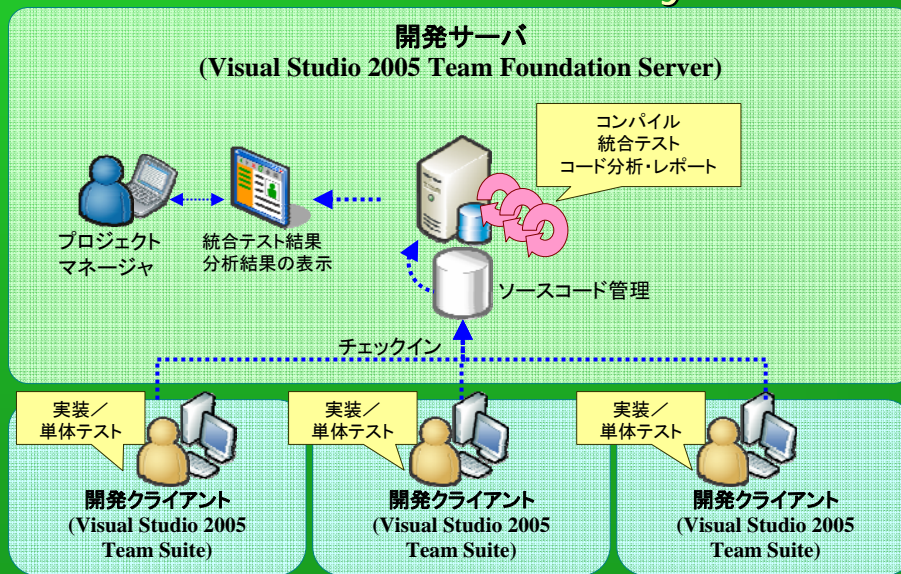 開発サーバ
(Visual Studio 2005 Team Foundation Server)
コンパイル
統合テスト
コード分析・レポート
プロジェクト
マネージャ
統合テスト結果
分析結果の表示
ソースコード管理
チェックイン
実装／
単体テスト
実装／
単体テスト
実装／
単体テスト
開発クライアント
(Visual Studio 2005
Team Suite)
開発クライアント
(Visual Studio 2005
Team Suite)
開発クライアント
(Visual Studio 2005
Team Suite)